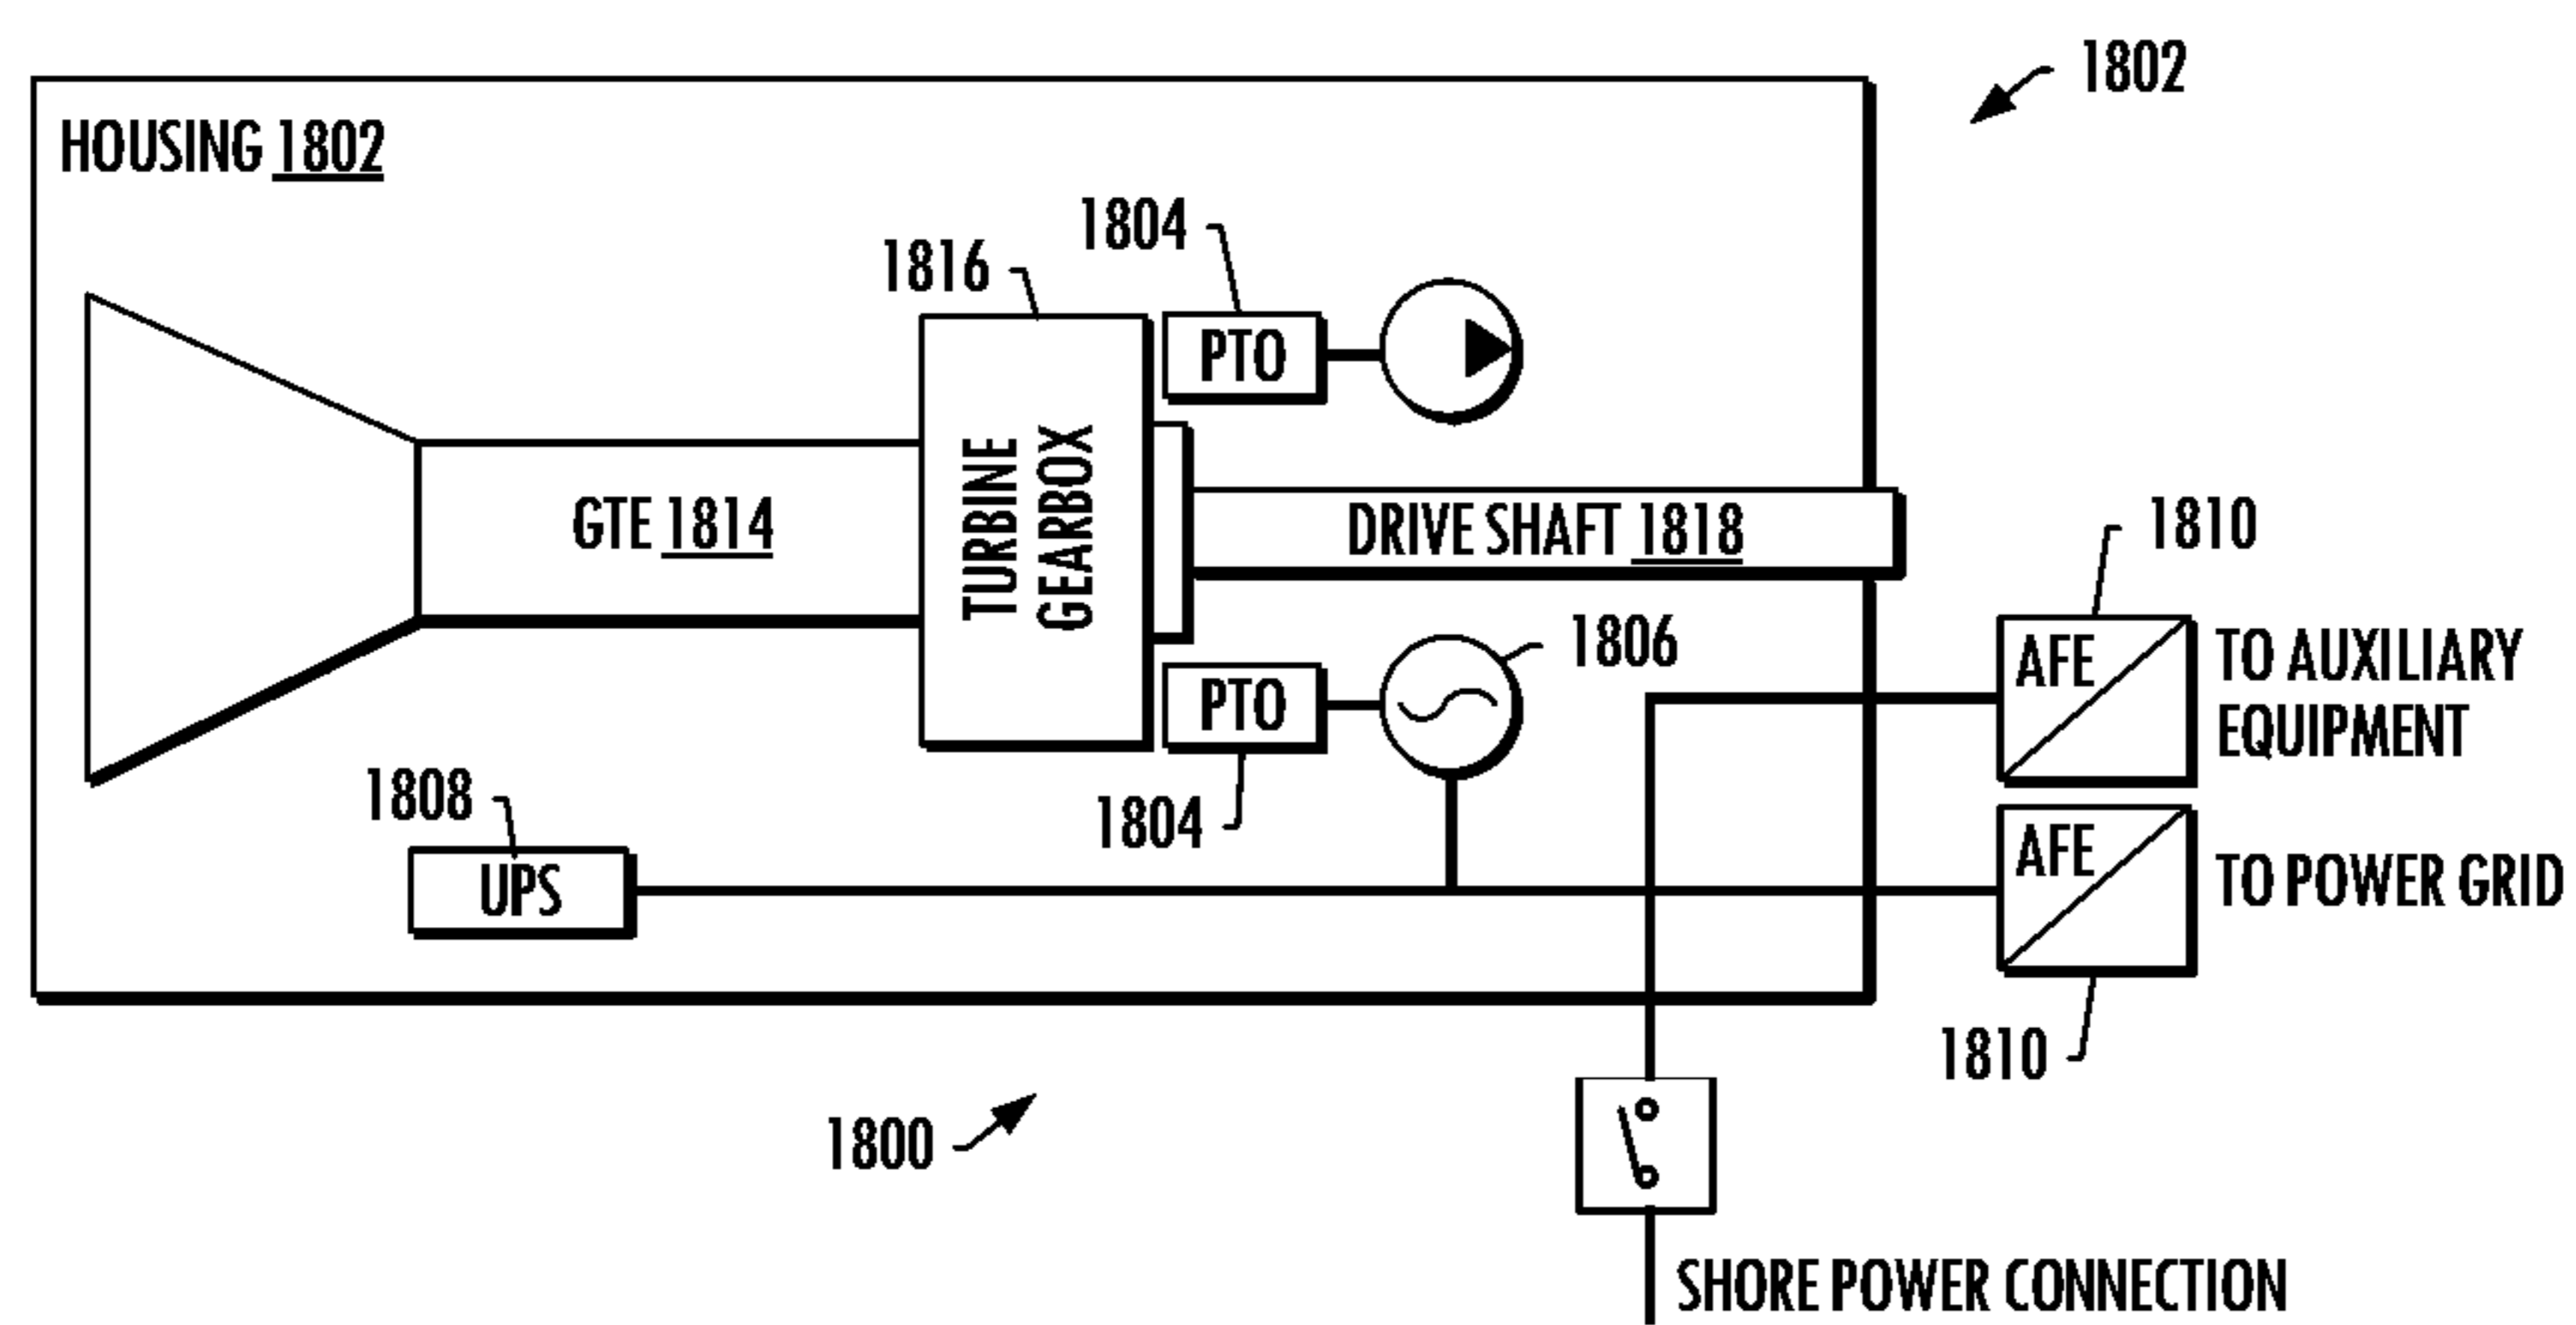 1802
HOUSING 1802
1804
1816
PTO
TURBINE
GEARBOX
GTE 1814
DRIVE SHAFT 1818
1810
1806
AFE
TO AUXILIARY
EQUIPMENT
PTO
1808
1804
UPS
AFE
TO POWER GRID
1810
1800
SHORE POWER CONNECTION